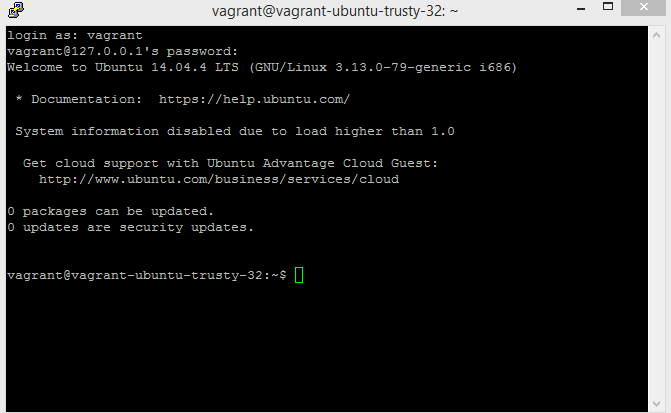 vagrant@vagrant-ubuntu-trusty-32: ~
login as: vagrant
vagrant@127.0.0.1's password:
Welcome to Ubuntu 14.04.4 LTS (GNU/Linux 3.13.0-79-generic i686)
* Documentation:  https://help.ubuntu.com/
System information disabled due to load higher than 1.0
Get cloud support with Ubuntu Advantage Cloud Guest:
http://www.ubuntu.com/business/services/cloud
0 packages can be updated.
0 updates are security updates.
vagrant@vagrant-ubuntu-trusty-32:~$